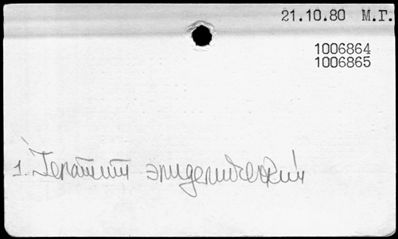 21.10.80 М.Г.
1006864
1006865
1. Гепатит эпидемический